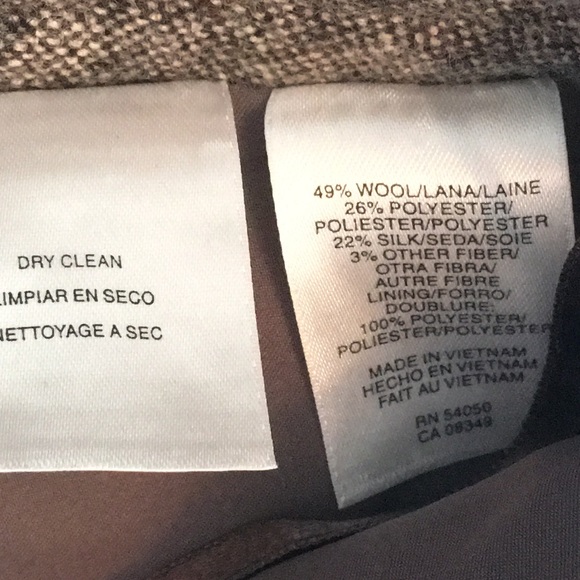 DRY CLEAN
LIMPIAR EN SECO
NETTOYAGE A SEC
49% WOOL/LANA/LAINE
26% POLYESTER/
POLIESTER/POLYESTER
22% SILK/SEDA/SOIE
3% OTHER FIBER/
OTRA FIBRA/
AUTRE FIBRE
LINING/FORRO/
DOUBLURE:
100% POLYESTER/
POLIESTER/POLYESTER
MADE IN VIETNAM
HECHO EN VIETNAM
FAIT AU VIETNAM
RN 54050
CA 08349